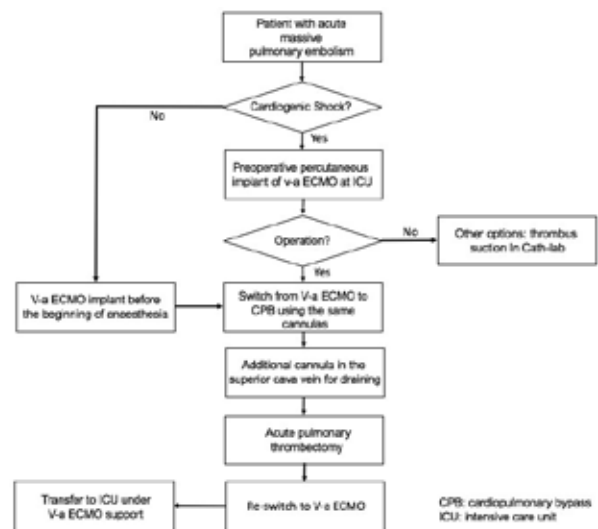 Patient with acute
massive
pulmonary embolism
Cardiogenic Shock?
No
Yes
Preoperative percutaneous
implant of v-a ECMO at ICU
Operation?
No
Other options: thrombus
suction in Cath-lab
Yes
V-a ECMO implant before
the beginning of anaesthesia
Switch from V-a ECMO to
CPB using the same
cannulas
Additional cannula in the
superior cava vein for draining
Acute pulmonary
thrombectomy
Transfer to ICU under
V-a ECMO support
Re-switch to V-a ECMO
CPB: cardiopulmonary bypass
ICU: intensive care unit